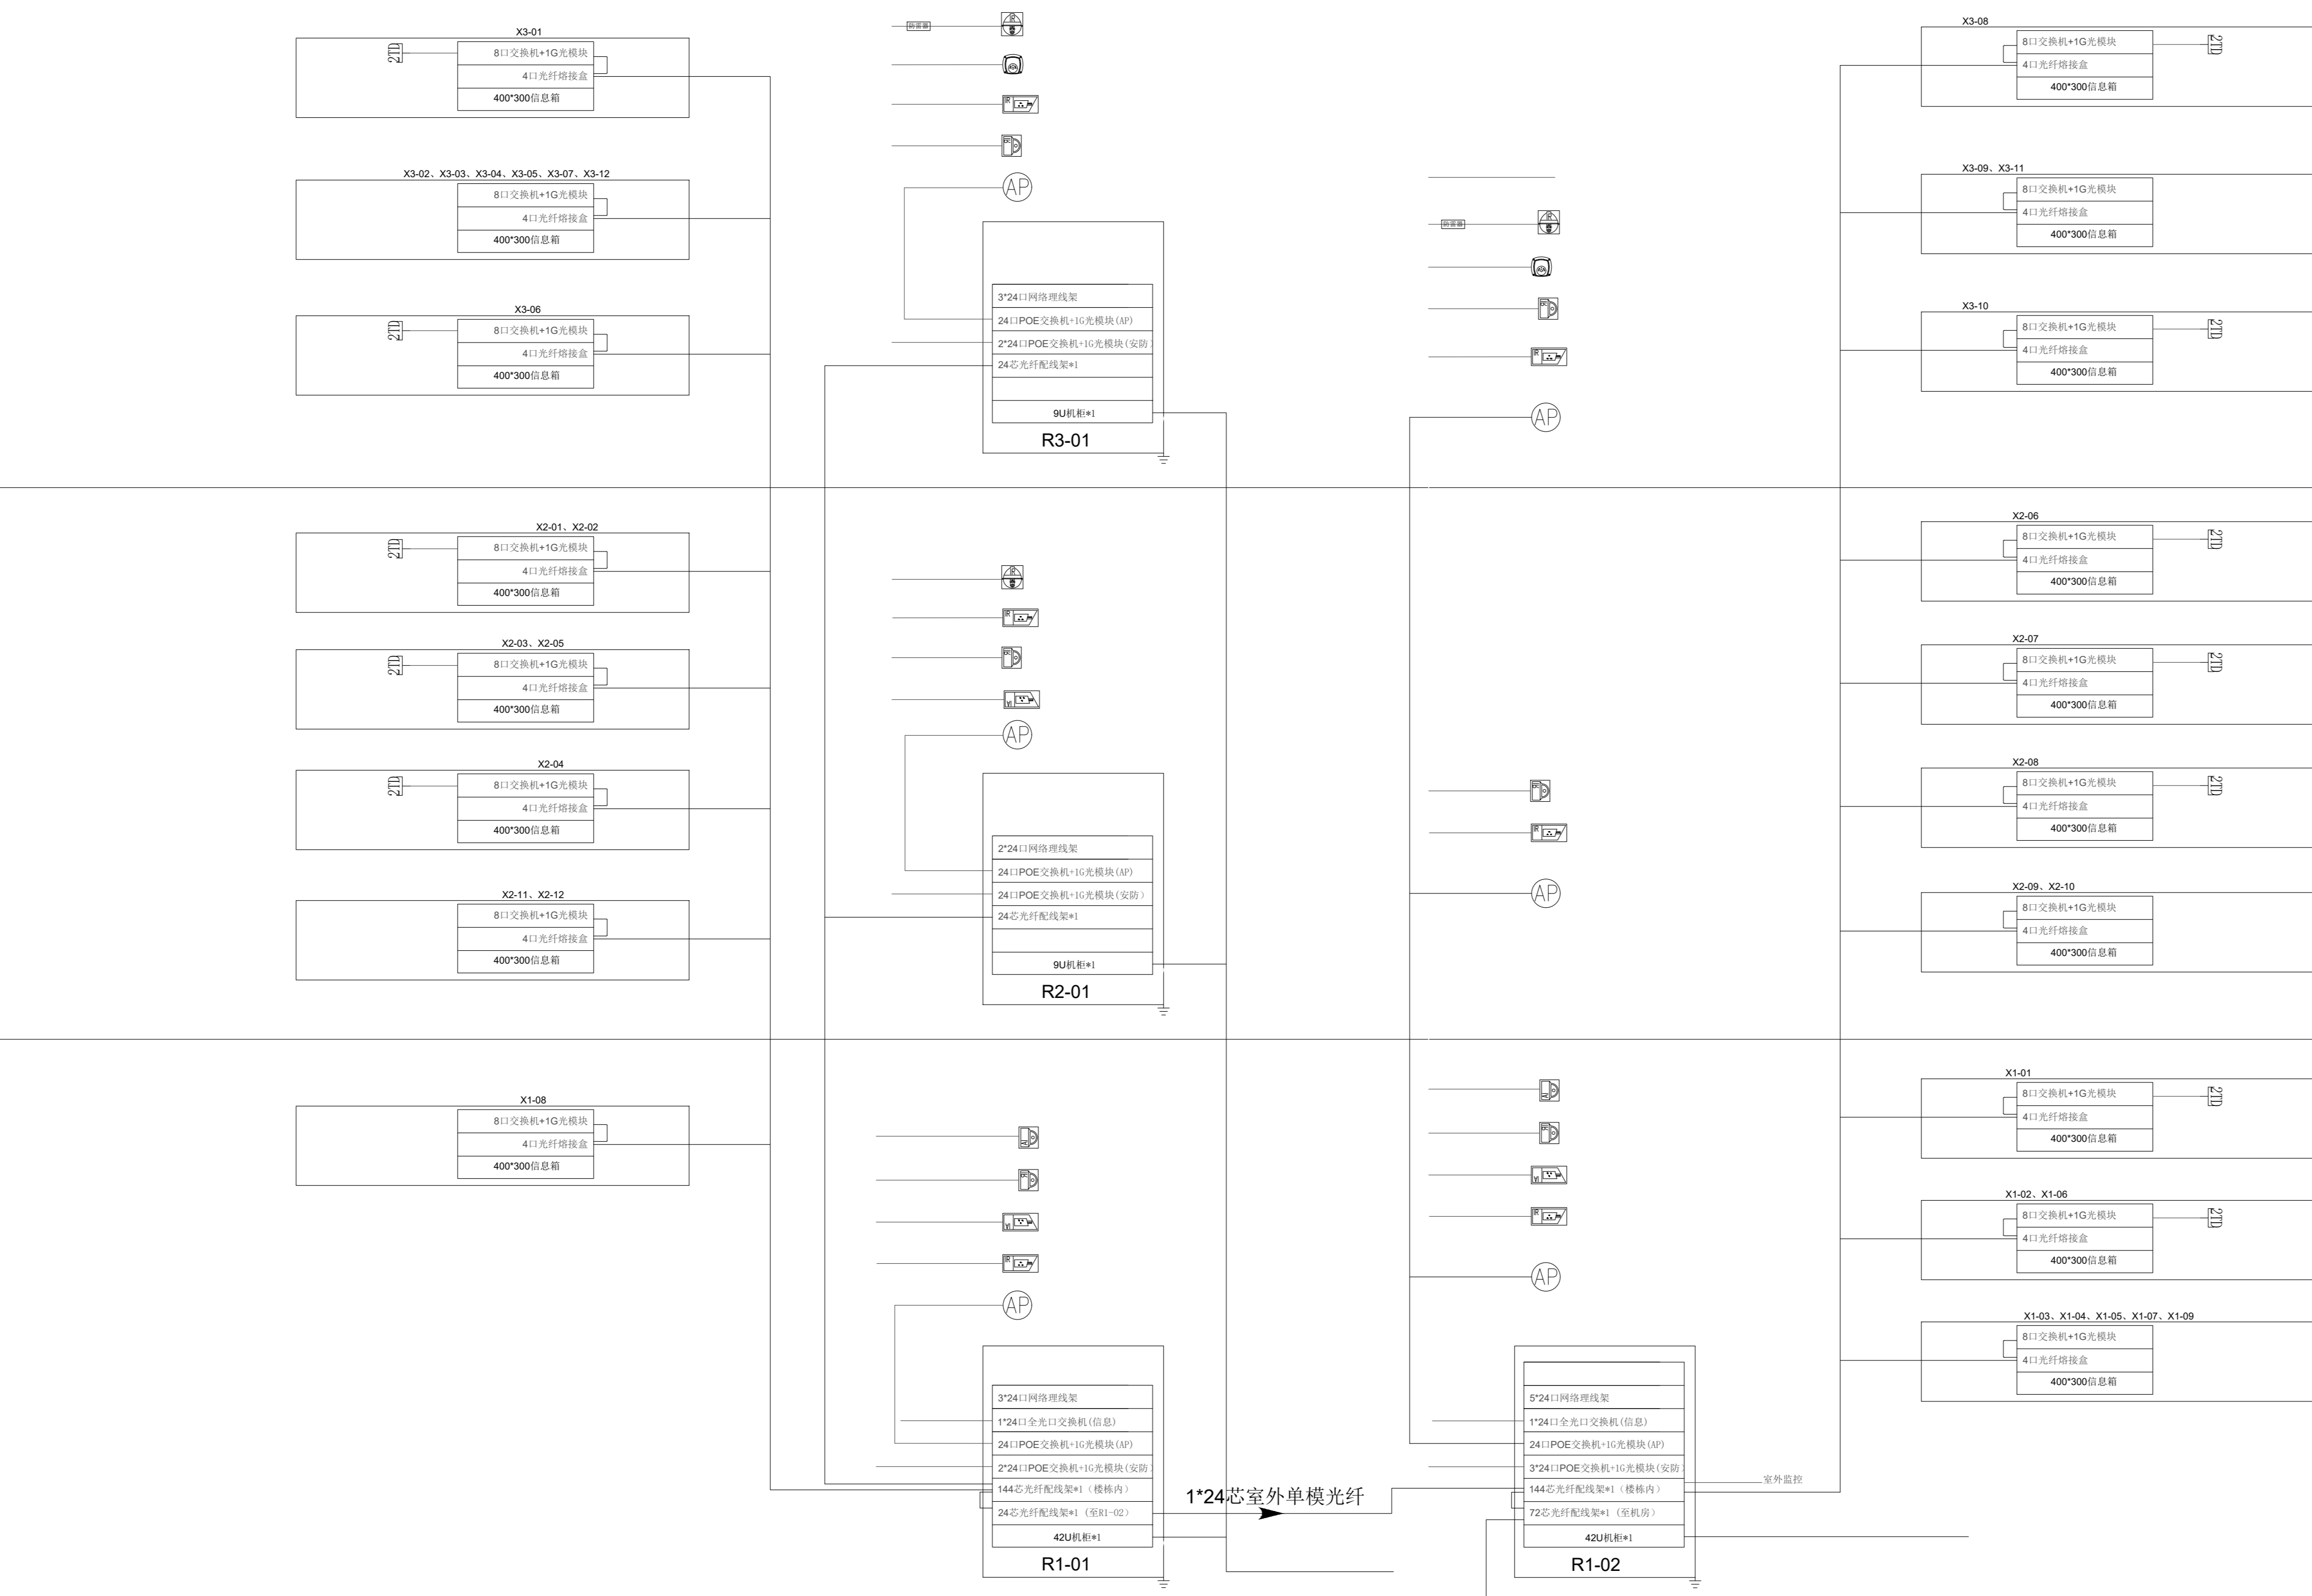 X3-01
2TD
8口交换机+1G光模块
4口光纤熔接盒
400*300信息箱
X3-02、X3-03、X3-04、X3-05、X3-07、X3-12
8口交换机+1G光模块
4口光纤熔接盒
400*300信息箱
X3-06
2TD
8口交换机+1G光模块
4口光纤熔接盒
400*300信息箱
X2-01、X2-02
2TD
8口交换机+1G光模块
4口光纤熔接盒
400*300信息箱
X2-03、X2-05
2TD
8口交换机+1G光模块
4口光纤熔接盒
400*300信息箱
X2-04
2TD
8口交换机+1G光模块
4口光纤熔接盒
400*300信息箱
X2-11、X2-12
8口交换机+1G光模块
4口光纤熔接盒
400*300信息箱
X1-08
8口交换机+1G光模块
4口光纤熔接盒
400*300信息箱
防雷器
AP
3*24口网络理线架
24口POE交换机+1G光模块(AP)
2*24口POE交换机+1G光模块(安防)
24芯光纤配线架*1
9U机柜*1
R3-01
AP
2*24口网络理线架
24口POE交换机+1G光模块(AP)
24口POE交换机+1G光模块(安防)
24芯光纤配线架*1
9U机柜*1
R2-01
AP
3*24口网络理线架
1*24口全光口交换机(信息)
24口POE交换机+1G光模块(AP)
2*24口POE交换机+1G光模块(安防)
144芯光纤配线架*1（楼栋内）
24芯光纤配线架*1（至R1-02）
42U机柜*1
R1-01
1*24芯室外单模光纤
防雷器
AP
AP
AP
5*24口网络理线架
1*24口全光口交换机(信息)
24口POE交换机+1G光模块(AP)
3*24口POE交换机+1G光模块(安防)
144芯光纤配线架*1（楼栋内）
72芯光纤配线架*1（至机房）
42U机柜*1
R1-02
室外监控
X3-08
8口交换机+1G光模块
2TD
4口光纤熔接盒
400*300信息箱
X3-09、X3-11
8口交换机+1G光模块
4口光纤熔接盒
400*300信息箱
X3-10
8口交换机+1G光模块
2TD
4口光纤熔接盒
400*300信息箱
X2-06
8口交换机+1G光模块
2TD
4口光纤熔接盒
400*300信息箱
X2-07
8口交换机+1G光模块
2TD
4口光纤熔接盒
400*300信息箱
X2-08
8口交换机+1G光模块
2TD
4口光纤熔接盒
400*300信息箱
X2-09、X2-10
8口交换机+1G光模块
4口光纤熔接盒
400*300信息箱
X1-01
8口交换机+1G光模块
2TD
4口光纤熔接盒
400*300信息箱
X1-02、X1-06
8口交换机+1G光模块
2TD
4口光纤熔接盒
400*300信息箱
X1-03、X1-04、X1-05、X1-07、X1-09
8口交换机+1G光模块
4口光纤熔接盒
400*300信息箱